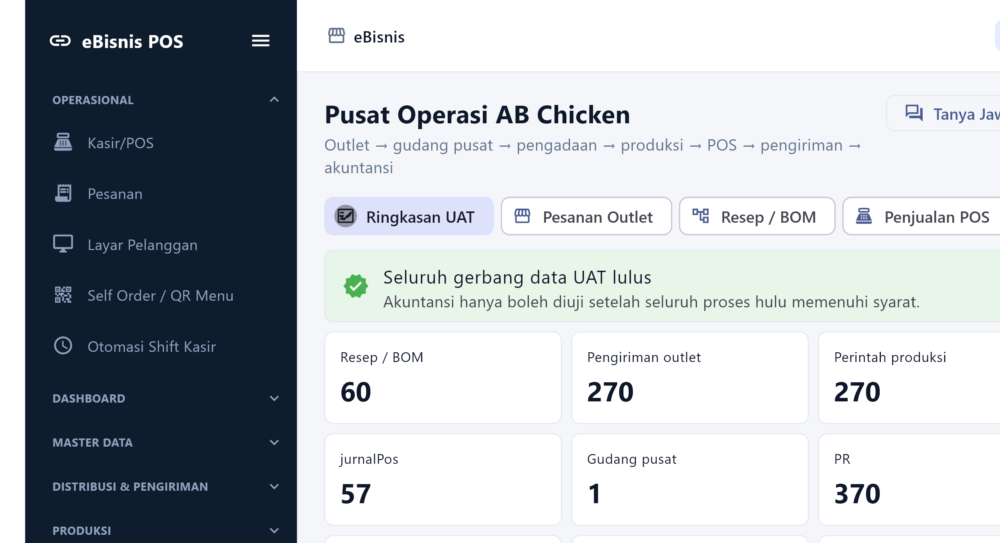 eBisnis POS
OPERASIONAL
Kasir/POS
Pesanan
Layar Pelanggan
Self Order / QR Menu
Otomasi Shift Kasir
DASHBOARD
MASTER DATA
DISTRIBUSI & PENGIRIMAN
PRODUKSI
eBisnis
Pusat Operasi AB Chicken
Tanya
Outlet → gudang pusat → pengadaan → produksi → POS → pengiriman →
akuntansi
Ringkasan UAT
Pesanan Outlet
Resep / BOM
Penjualan POS
Seluruh gerbang data UAT lulus
Akuntansi hanya boleh diuji setelah seluruh proses hulu memenuhi syarat.
Resep / BOM
60
Pengiriman outlet
270
Perintah produksi
270
jurnalPos
57
Gudang pusat
1
PR
370